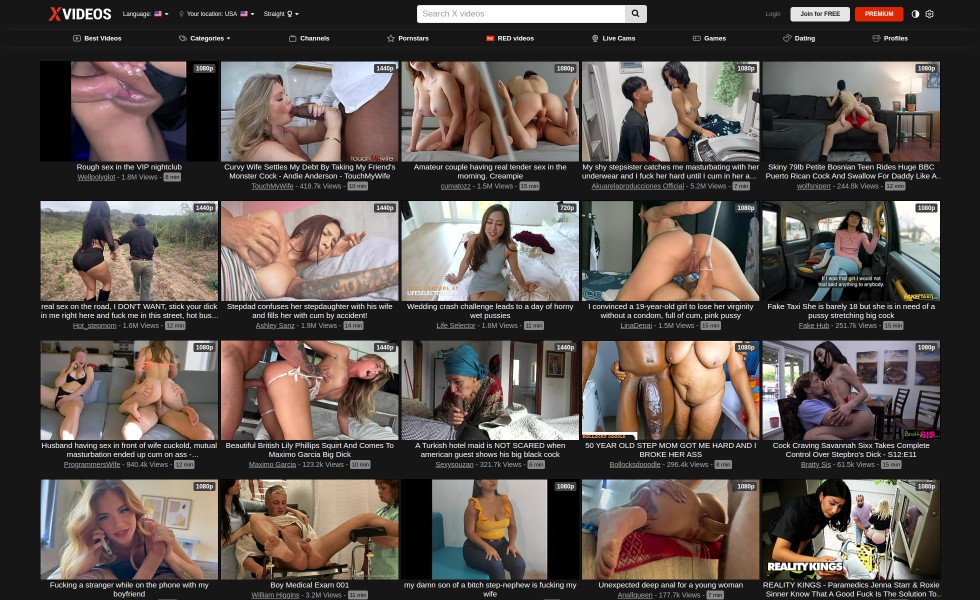 XVIDEOS
Language:
Your location: USA
Straight
Search X videos
Login
Join for FREE
PREMIUM
Best Videos
Categories
Channels
Pornstars
RED videos
Live Cams
Games
Dating
Profiles
1080p
Rough sex in the VIP nightclub
Wellpolyglot - 1.8M Views - 8 min
1440p
Curvy Wife Settles My Debt By Taking My Friend's
Monster Cock - Andie Anderson - TouchMyWife
TouchMyWife - 418.7k Views - 10 min
1080p
Amateur couple having real tender sex in the
morning. Creampie
cumatozz - 1.5M Views - 15 min
1080p
My shy stepsister catches me masturbating with her
underwear and I fuck her hard until I cum in her a...
Akuarelaproducciones Official - 5.2M Views - 7 min
1080p
Skiny 79lb Petite Bosnian Teen Rides Huge BBC
Puerto Rican Cock And Swallow For Daddy Like A..
wolfsniperr - 244.8k Views - 12 min
1440p
real sex on the road, I DON'T WANT, stick your dick
in me right here and fuck me in this street, hot bus...
Hot_stepmom - 1.6M Views - 12 min
1440p
Stepdad confuses her stepdaughter with his wife
and fills her with cum by accident!
Ashley Sanz - 1.9M Views - 14 min
720p
LIFESELECTOR
Wedding crash challenge leads to a day of horny
wet pussies
Life Selector - 1.8M Views - 11 min
1080p
I convinced a 19-year-old girl to lose her virginity
without a condom, full of cum, pink pussy
LinaDepai - 1.5M Views - 15 min
1080p
If I was that girl I would not
had said anything to anybody.
FAKETAXI
Fake Taxi She is barely 18 but she is in need of a
pussy stretching big cock
Fake Hub - 251.7k Views - 15 min
1080p
Husband having sex in front of wife cuckold, mutual
masturbation ended up cum on ass -...
ProgrammersWife - 940.4k Views - 12 min
1440p
Beautiful British Lily Phillips Squirt And Comes To
Maximo Garcia Big Dick
Maximo Garcia - 123.2k Views - 10 min
1440p
A Turkish hotel maid is NOT SCARED when
american guest shows his big black cock
Sexysouzan - 321.7k Views - 6 min
1080p
BOLLOCKS DOODLE
50 YEAR OLD STEP MOM GOT ME HARD AND I
BROKE HER ASS
Bollocksdoodle - 296.4k Views - 8 min
1080p
BrattySIS
Cock Craving Savannah Sixx Takes Complete
Control Over Stepbro's Dick - S12:E11
Bratty Sis - 61.5k Views - 15 min
1080p
Fucking a stranger while on the phone with my
boyfriend
Boy Medical Exam 001
William Higgins - 3.2M Views - 11 min
1080p
my damn son of a bitch step-nephew is fucking my
wife
1080p
Unexpected deep anal for a young woman
Analqueen - 177.7k Views - 7 min
1080p
REALITY KINGS
REALITY KINGS - Paramedics Jenna Starr & Roxie
Sinner Know That A Good Fuck Is The Solution To..